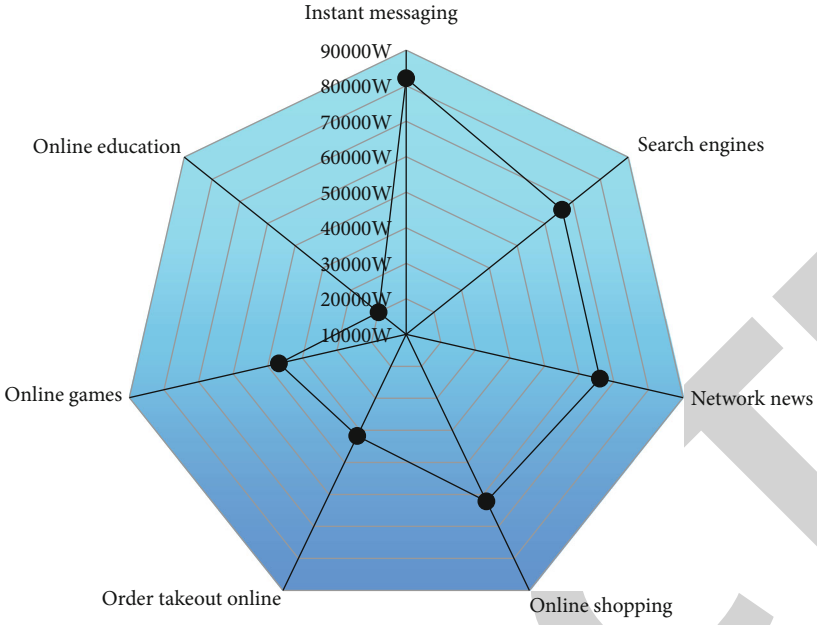 Instant messaging
90000W
80000W
70000W
60000W
50000W
40000W
30000W
20000W
10000W
Online education
Search engines
Online games
Network news
Order takeout online
Online shopping